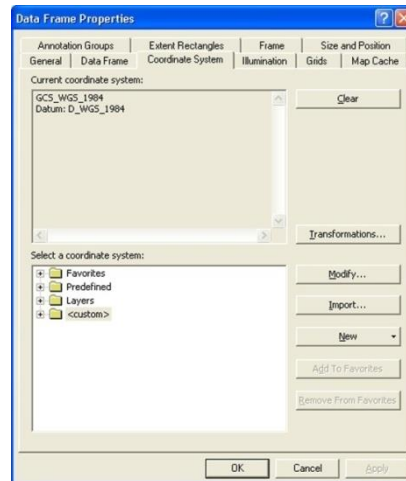 Data Frame Properties
Annotation Groups Extent Rectangles Frame Size and Position
General Data Frame Coordinate System Illumination Grids Map Cache
Current coordinate system:
GCS_WGS_1984
Datum: D_WGS_1984
Clear
Transformations...
Select a coordinate system:
Favorites
Predefined
Layers
<custom>
Modify...
Import...
New
Add To Favorites
Remove From Favorites
OK Cancel Apply